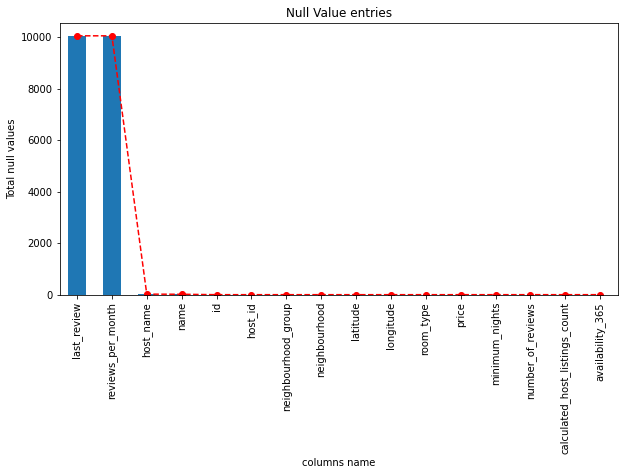 Null Value entries
Total null values
10000
8000
6000
4000
2000
0
last_review
reviews_per_month
host_name
name
id
host_id
neighbourhood_group
neighbourhood
latitude
longitude
room_type
price
minimum_nights
number_of_reviews
calculated_host_listings_count
availability_365
columns name